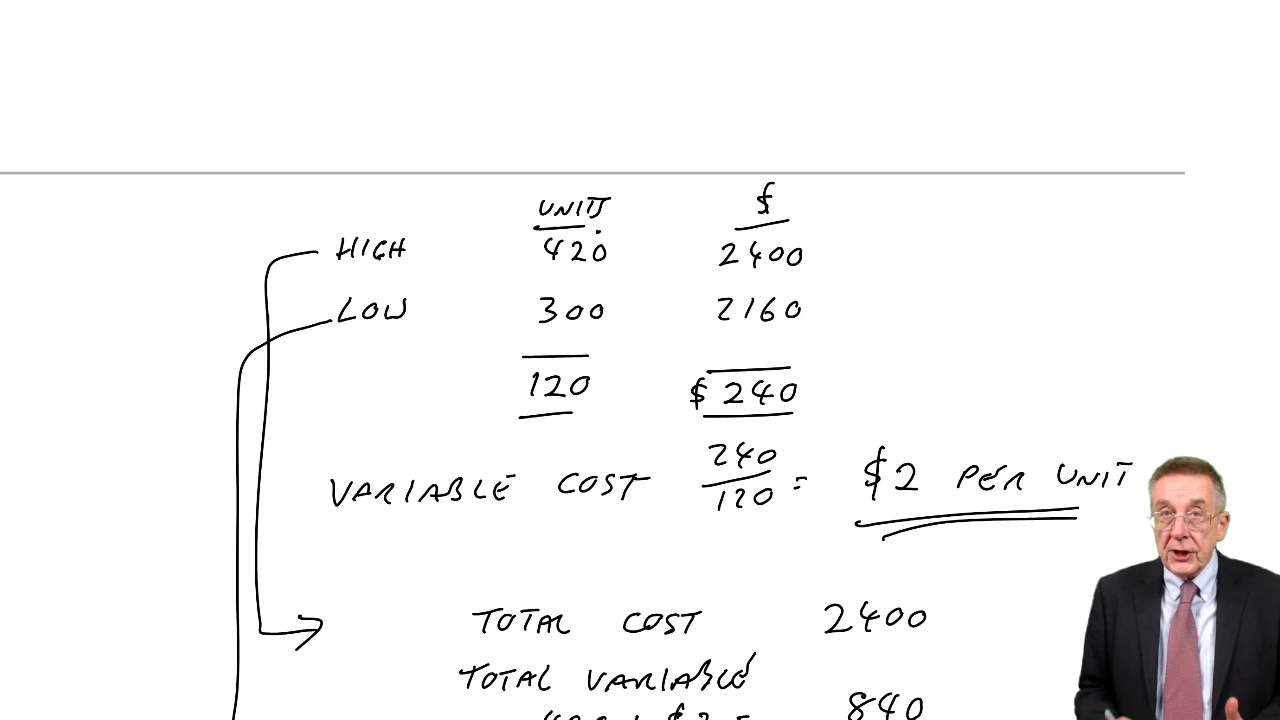 UNITS $
HIGH 420 2400
LOW 300 2160
120 $ 240
VARIABLE COST 240/120 = $2 PER UNIT
TOTAL COST 2400
TOTAL VARIABLE
840